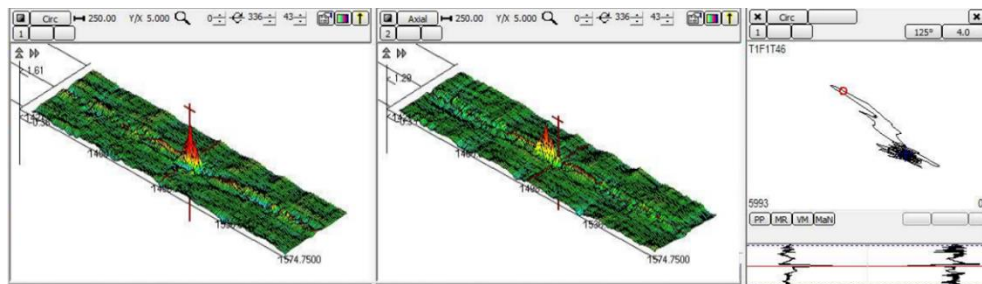 Circ 250.00 Y/X 5.000 0 336 43
1
1.61
1574.7500
Axial 250.00 Y/X 5.000 0 336 43
2
1.29
1574.7500
Circ
1 125° 4.0
T1F1T46
5993 0
PP MR VM MaN